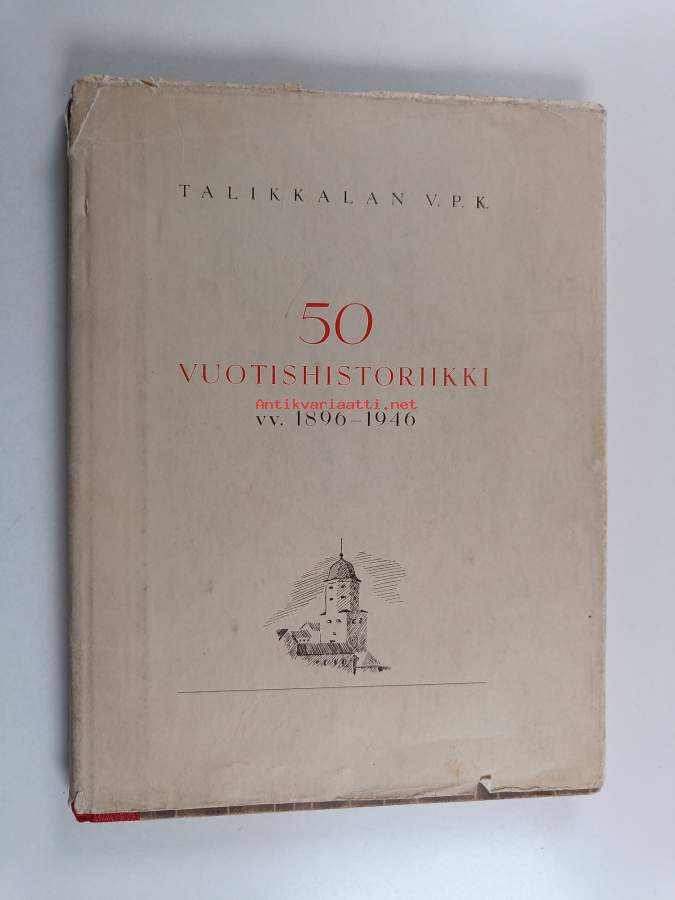 TALIKKALAN V. P. K.
50
VUOTISHISTORIIKKI
Antikvariaatti.net
vv. 1896–1946